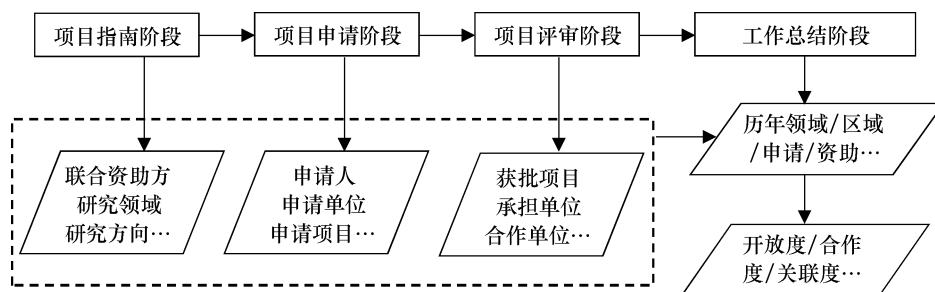 项目指南阶段
项目申请阶段
项目评审阶段
工作总结阶段
联合资助方
研究领域
研究方向…
申请人
申请单位
申请项目…
获批项目
承担单位
合作单位…
历年领域/区域
/申请/资助…
开放度/合作
度/关联度…